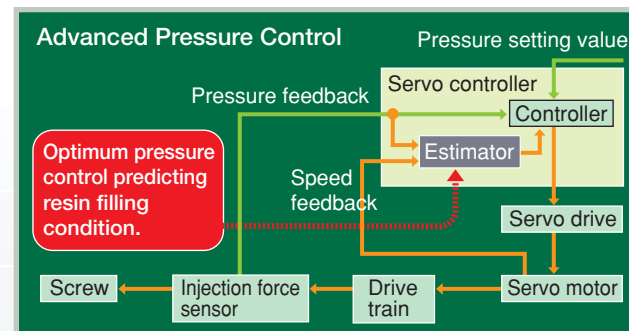 Advanced Pressure Control
Pressure setting value
Servo controller
Pressure feedback
Controller
Optimum pressure
control predicting
resin filling
condition.
Estimator
Speed
feedback
Servo drive
Screw
Injection force
sensor
Drive
train
Servo motor